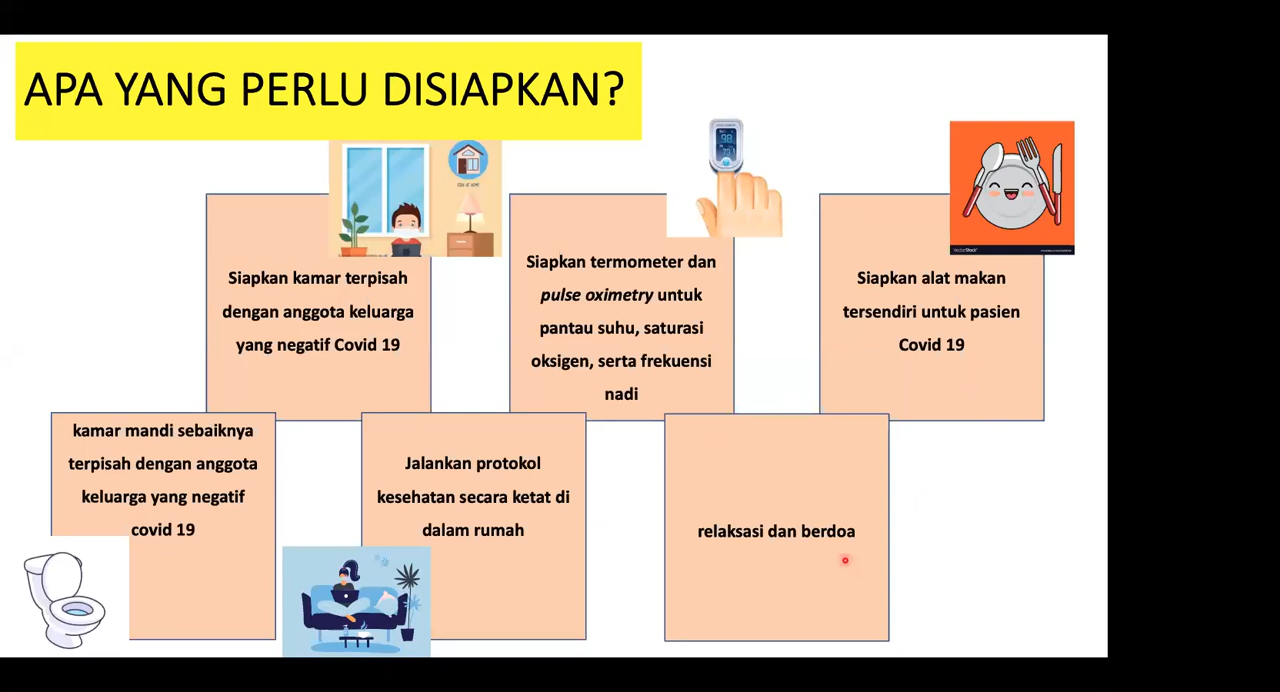 APA YANG PERLU DISIAPKAN?
98
Siapkan kamar terpisah
dengan anggota keluarga
yang negatif Covid 19
Siapkan termometer dan
pulse oximetry untuk
pantau suhu, saturasi
oksigen, serta frekuensi
nadi
VectorStock
Siapkan alat makan
tersendiri untuk pasien
Covid 19
kamar mandi sebaiknya
terpisah dengan anggota
keluarga yang negatif
covid 19
Jalankan protokol
kesehatan secara ketat di
dalam rumah
relaksasi dan berdoa